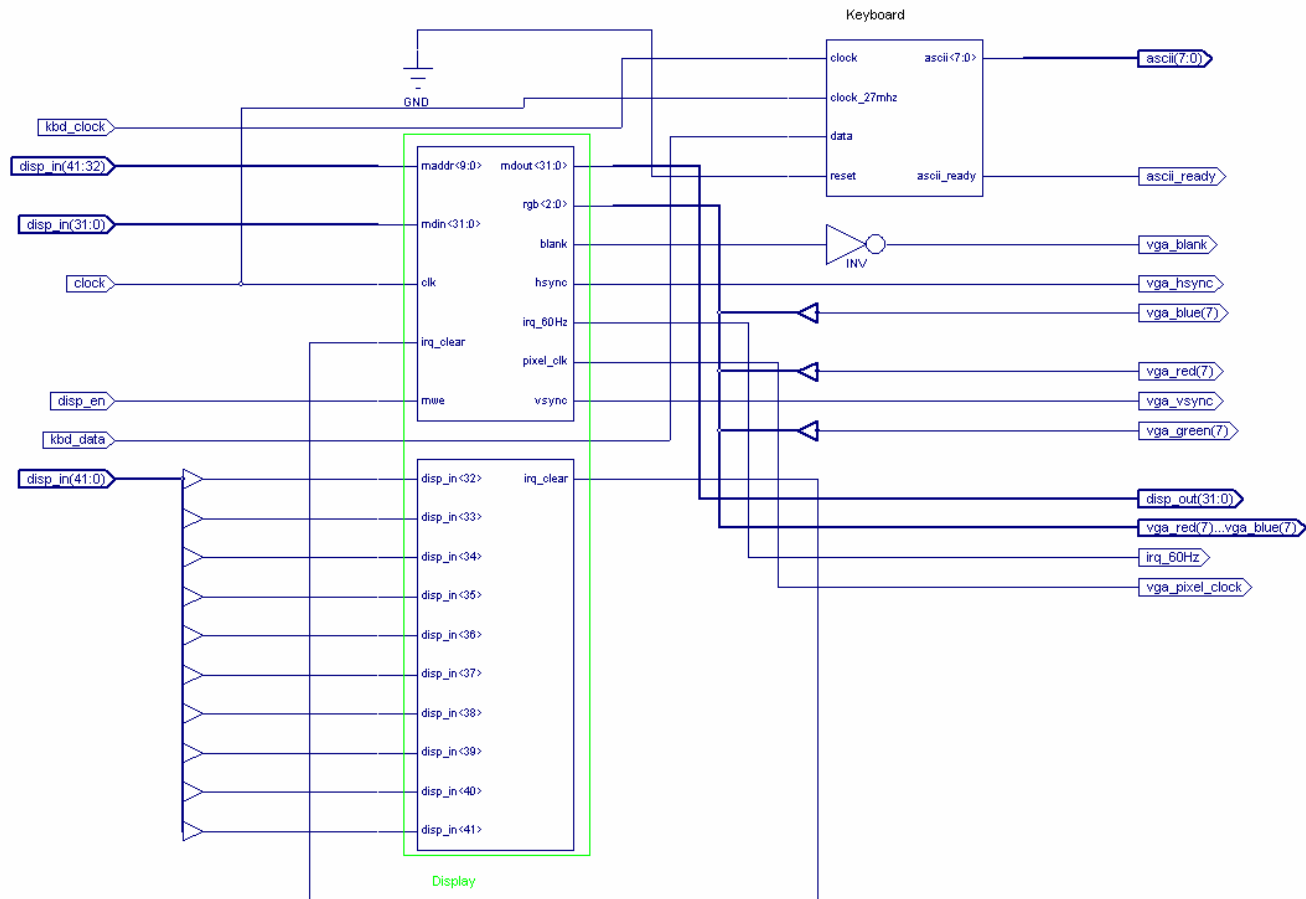 Keyboard
clock
ascii<7:0>
ascii(7:0)
GND
clock_27mhz
kbd_clock
data
disp_in(41:32)
maddr<9:0>
mdout<31:0>
reset
ascii_ready
ascii_ready
rgb<2:0>
disp_in(31:0)
mdin<31:0>
blank
INV
vga_blank
clock
clk
hsync
vga_hsync
vga_blue(7)
irq_60Hz
irq_clear
pixel_clk
vga_red(7)
disp_en
mwe
vsync
vga_vsync
kbd_data
vga_green(7)
disp_in(41:0)
disp_in<32>
irq_clear
disp_out(31:0)
disp_in<33>
vga_red(7)...vga_blue(7)
disp_in<34>
irq_60Hz
vga_pixel_clock
disp_in<35>
disp_in<36>
disp_in<37>
disp_in<38>
disp_in<39>
disp_in<40>
disp_in<41>
Display